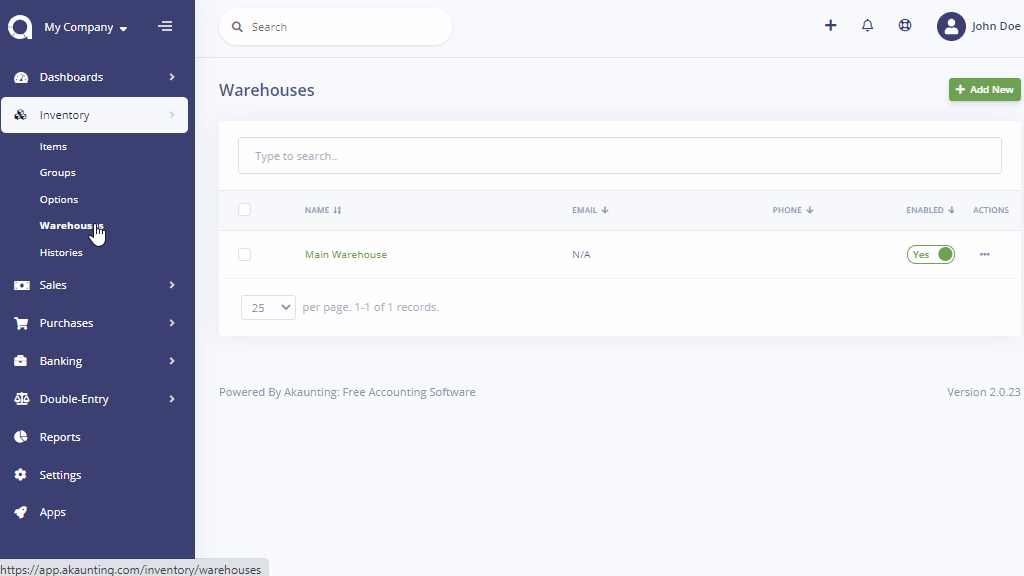 My Company
Search
John Doe
Dashboards
Inventory
Items
Groups
Options
Warehouses
Histories
Sales
Purchases
Banking
Double-Entry
Reports
Settings
Apps
Warehouses
Add New
Type to search..
NAME EMAIL PHONE ENABLED ACTIONS
Main Warehouse N/A Yes
25 per page. 1-1 of 1 records.
Powered By Akaunting: Free Accounting Software
Version 2.0.23
https://app.akaunting.com/inventory/warehouses